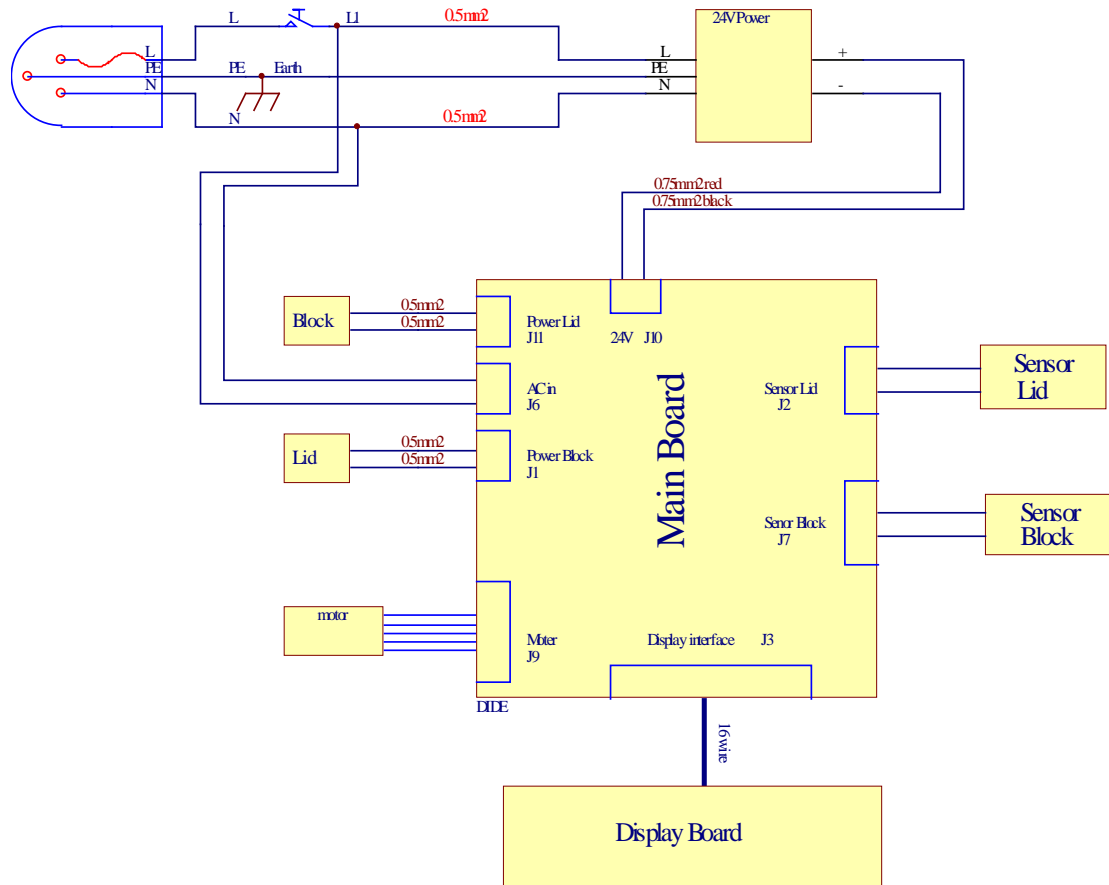 L L1 0.5mm2 24V Power
L L +
PE PE Earth PE
N N -
N 0.5mm2
0.75mm2 red
0.75mm2 black
Block 0.5mm2
0.5mm2
Power Lid
J11
24V J10
AC in
J6
Main Board
Sensor Lid
J2
Sensor
Lid
Lid 0.5mm2
0.5mm2
Power Block
J1
Senor Block
J7
Sensor
Block
motor
Moter
J9
Display interface J3
DIDE
16 wire
Display Board